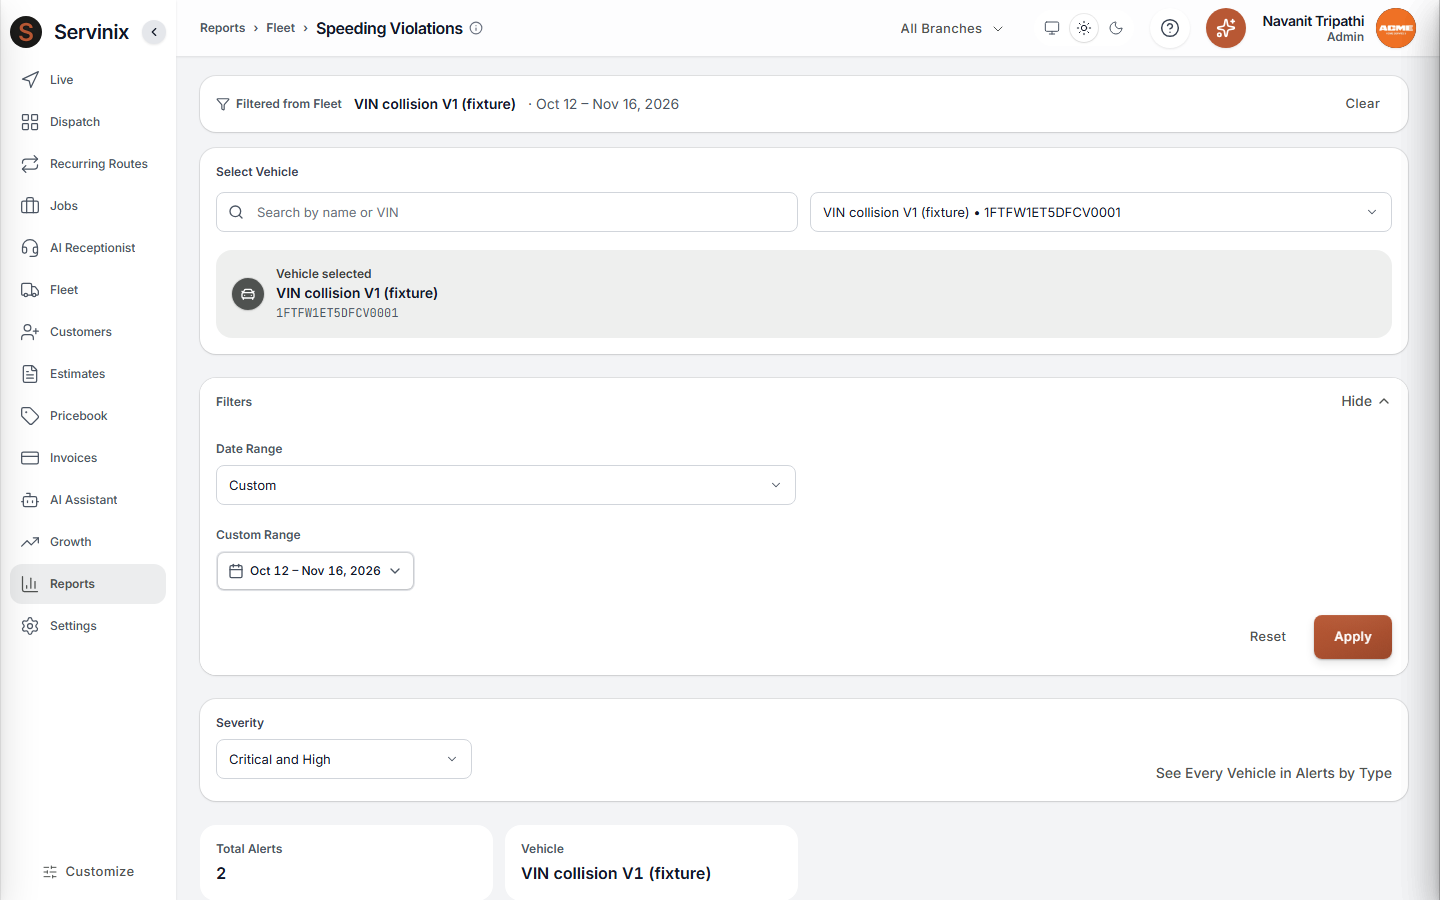 S Servinix
Live
Dispatch
Recurring Routes
Jobs
AI Receptionist
Fleet
Customers
Estimates
Pricebook
Invoices
AI Assistant
Growth
Reports
Settings
Customize
Reports › Fleet › Speeding Violations
All Branches
Navanit Tripathi
Admin
ACME
Filtered from Fleet VIN collision V1 (fixture) · Oct 12 – Nov 16, 2026
Clear
Select Vehicle
Search by name or VIN
VIN collision V1 (fixture) • 1FTFW1ET5DFCV0001
Vehicle selected
VIN collision V1 (fixture)
1FTFW1ET5DFCV0001
Filters
Hide
Date Range
Custom
Custom Range
Oct 12 – Nov 16, 2026
Reset
Apply
Severity
Critical and High
See Every Vehicle in Alerts by Type
Total Alerts
2
Vehicle
VIN collision V1 (fixture)